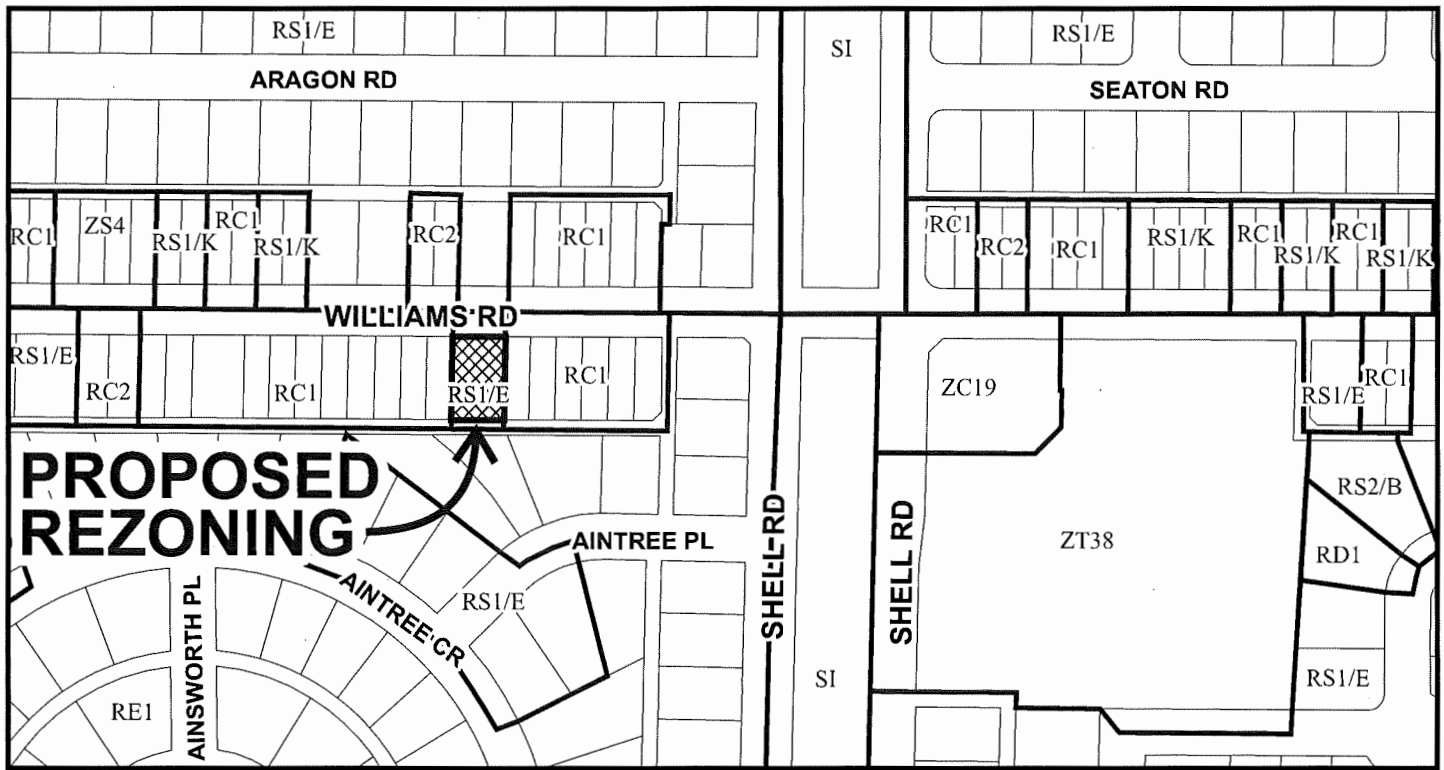 RS1/E
SI
RS1/E
ARAGON RD
SEATON RD
RC1
ZS4
RS1/K
RC1
RS1/K
RC2
RC1
RC1
RC2
RC1
RS1/K
RC1
RS1/K
RC1
RS1/K
WILLIAMS RD
RS1/E
RC2
RC1
RS1/E
RC1
ZC19
RS1/E
RC1
PROPOSED
REZONING
RS2/B
AINTREE PL
ZT38
RD1
SHELL RD
SHELL RD
AINTREE CR
RS1/E
AINSWORTH PL
RE1
SI
RS1/E